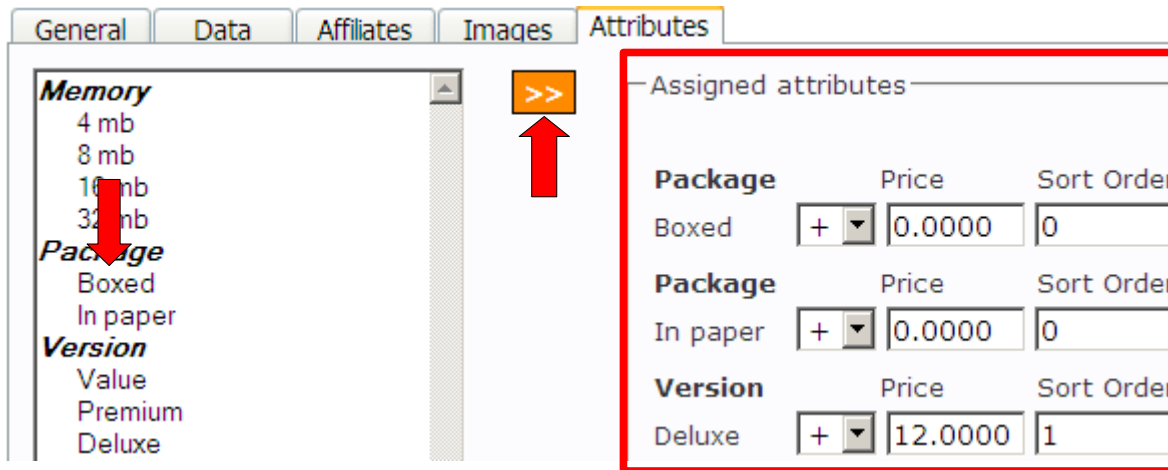 General Data Affiliates Images Attributes
Memory
4 mb
8 mb
16 mb
32 mb
Package
Boxed
In paper
Version
Value
Premium
Deluxe
>>
Assigned attributes
Package Price Sort Order
Boxed + 0.0000 0
Package Price Sort Order
In paper + 0.0000 0
Version Price Sort Order
Deluxe + 12.0000 1